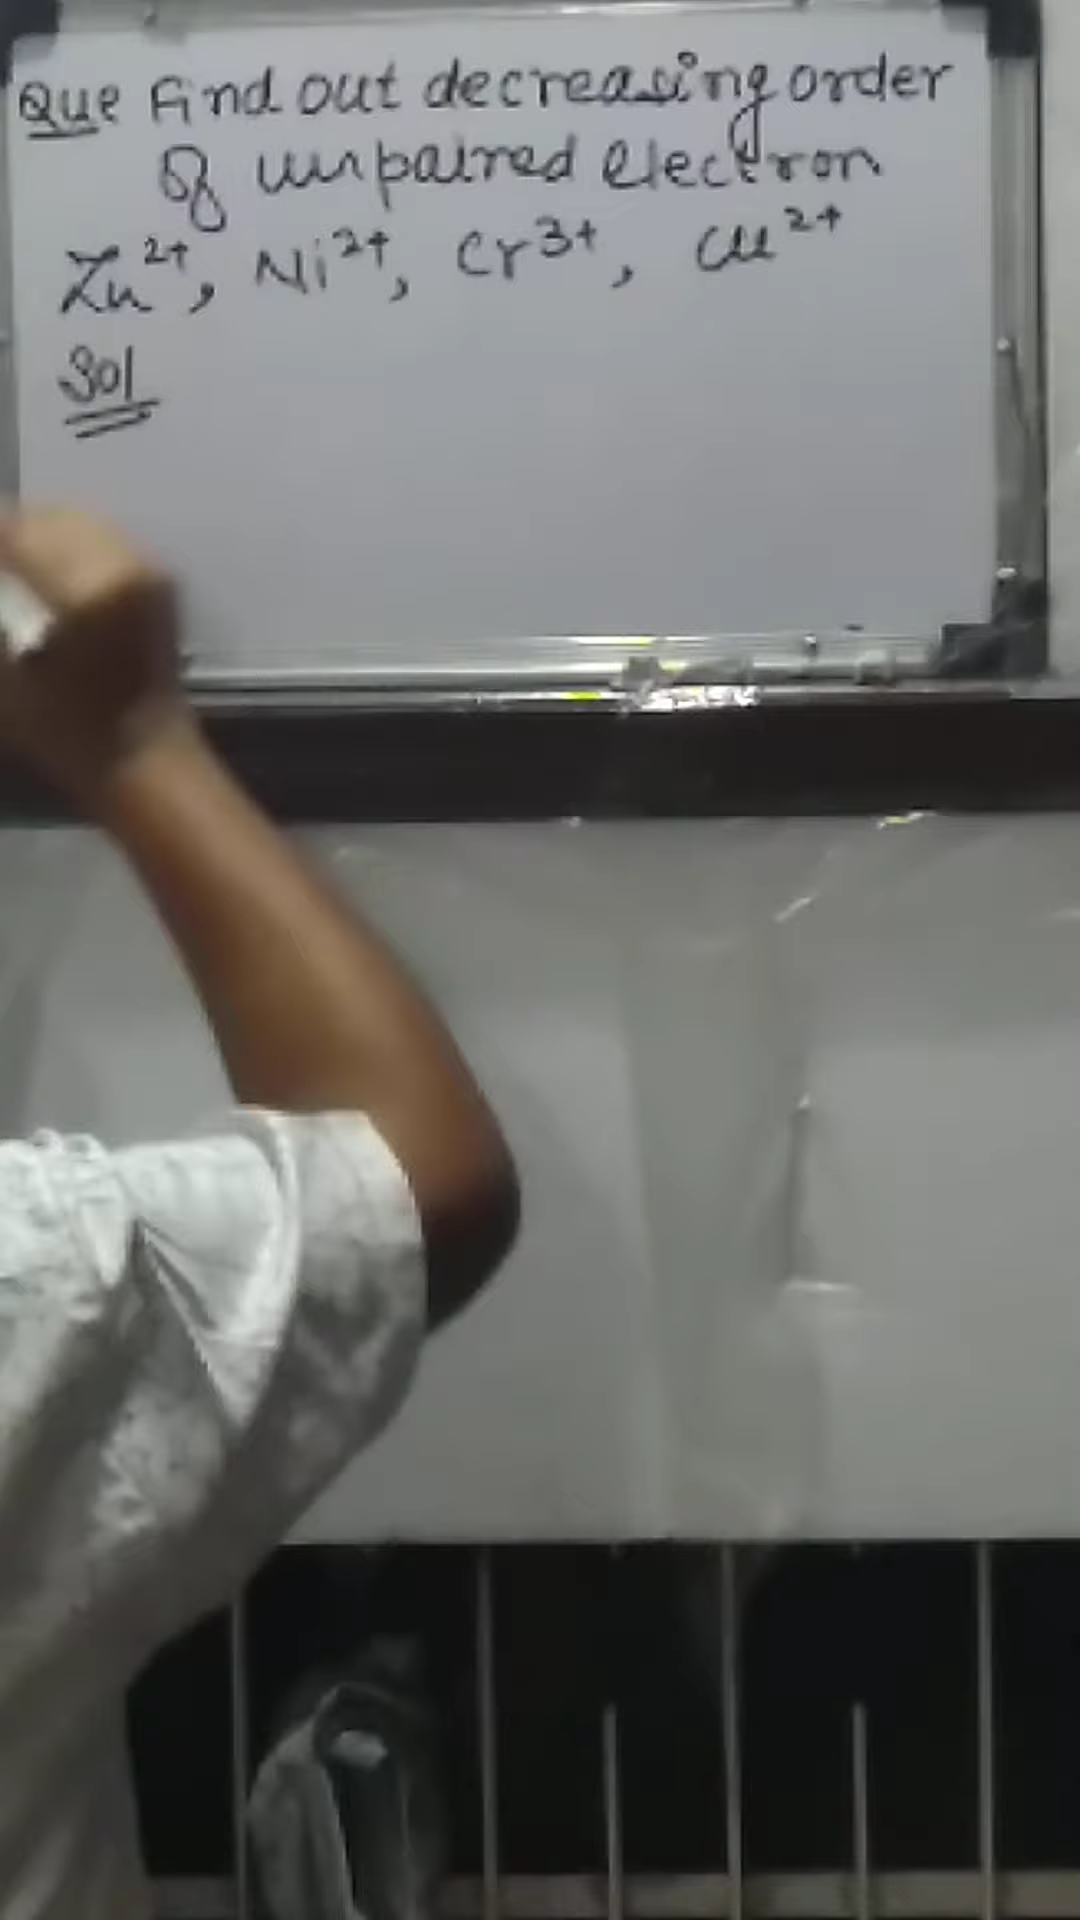 Que Find out decreasing order
of unpaired electron
Zn²⁺, Ni²⁺, Cr³⁺, Cu²⁺
Sol